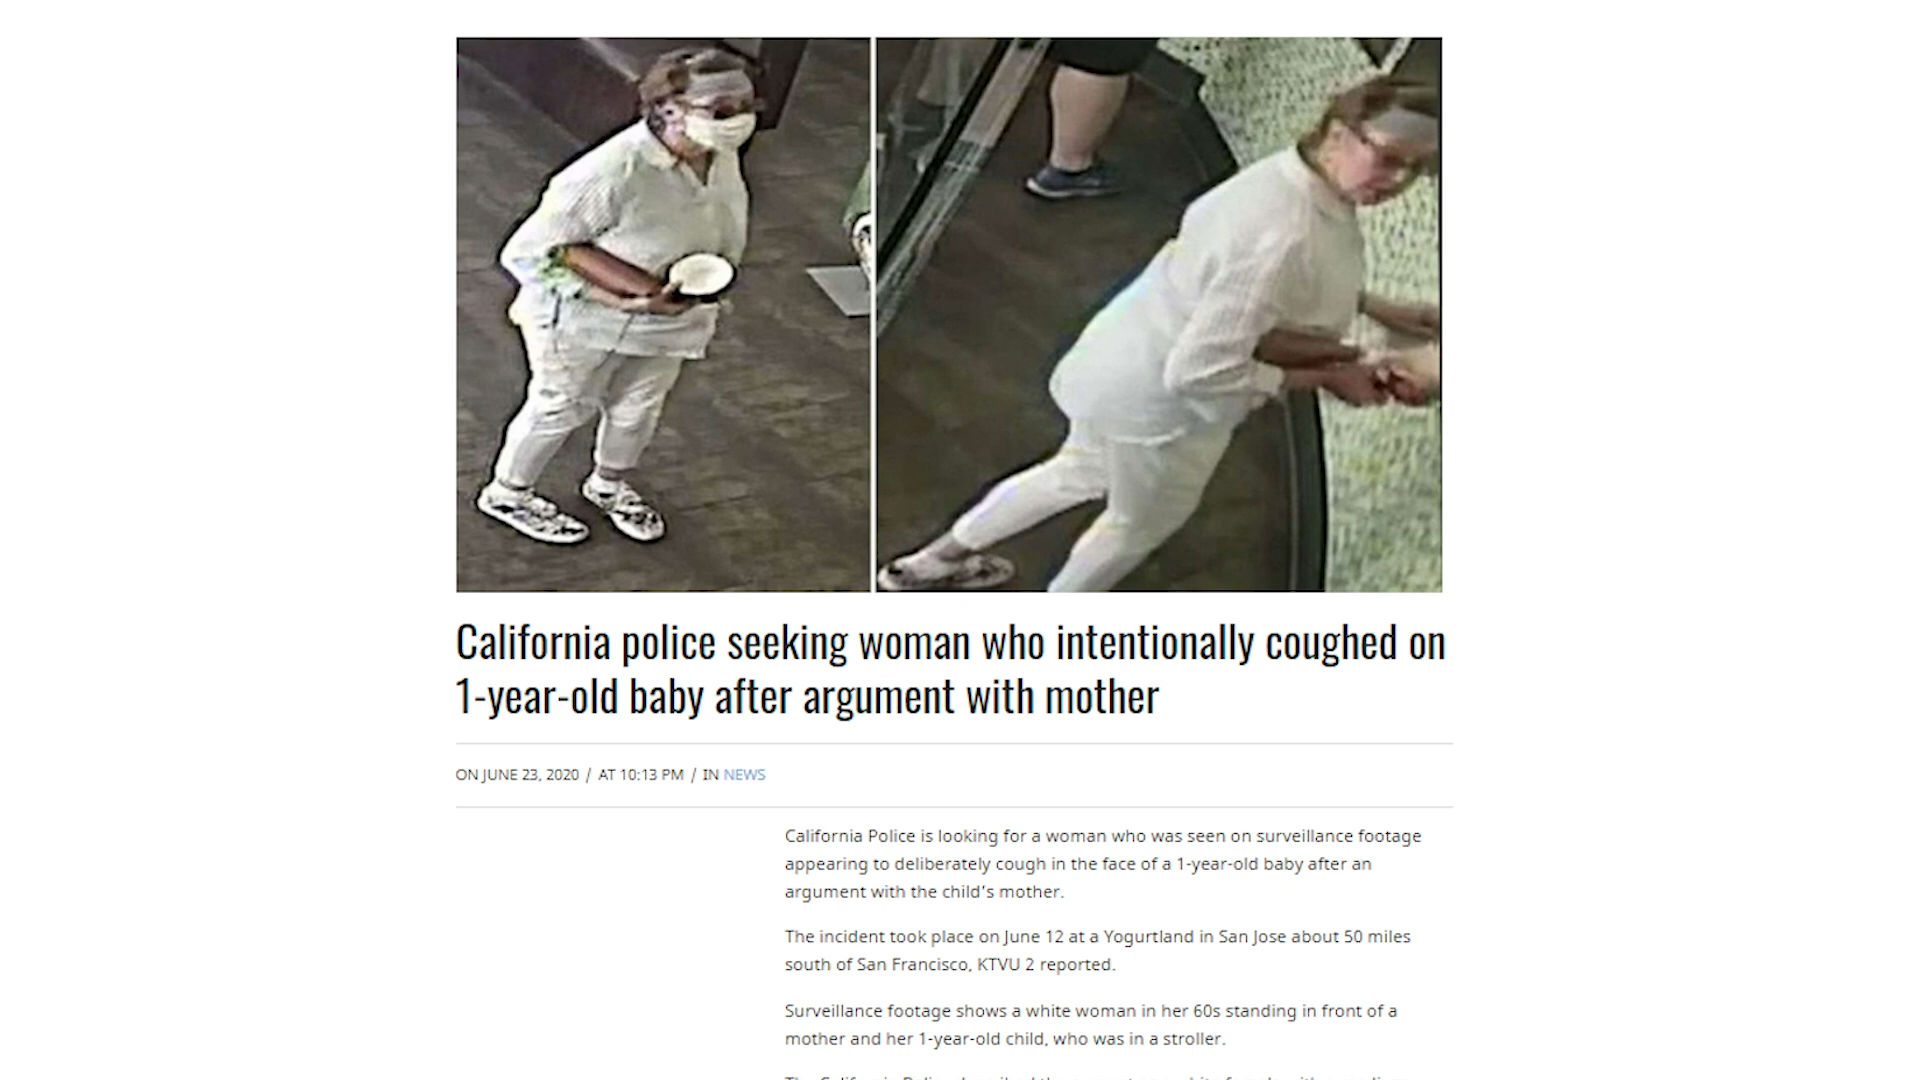 California police seeking woman who intentionally coughed on
1-year-old baby after argument with mother
ON JUNE 23, 2020 / AT 10:13 PM / IN NEWS
California Police is looking for a woman who was seen on surveillance footage
appearing to deliberately cough in the face of a 1-year-old baby after an
argument with the child's mother.
The incident took place on June 12 at a Yogurtland in San Jose about 50 miles
south of San Francisco, KTVU 2 reported.
Surveillance footage shows a white woman in her 60s standing in front of a
mother and her 1-year-old child, who was in a stroller.